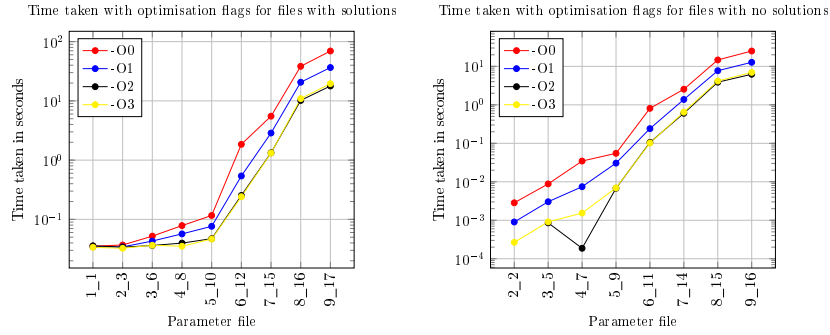 Time taken with optimisation flags for files with solutions
10^2
10^1
10^0
10^-1
Time taken in seconds
-O0
-O1
-O2
-O3
1_1
2_3
3_6
4_8
5_10
6_12
7_15
8_16
9_17
Parameter file
Time taken with optimisation flags for files with no solutions
10^1
10^0
10^-1
10^-2
10^-3
10^-4
Time taken in seconds
-O0
-O1
-O2
-O3
2_2
3_5
4_7
5_9
6_11
7_14
8_15
9_16
Parameter file